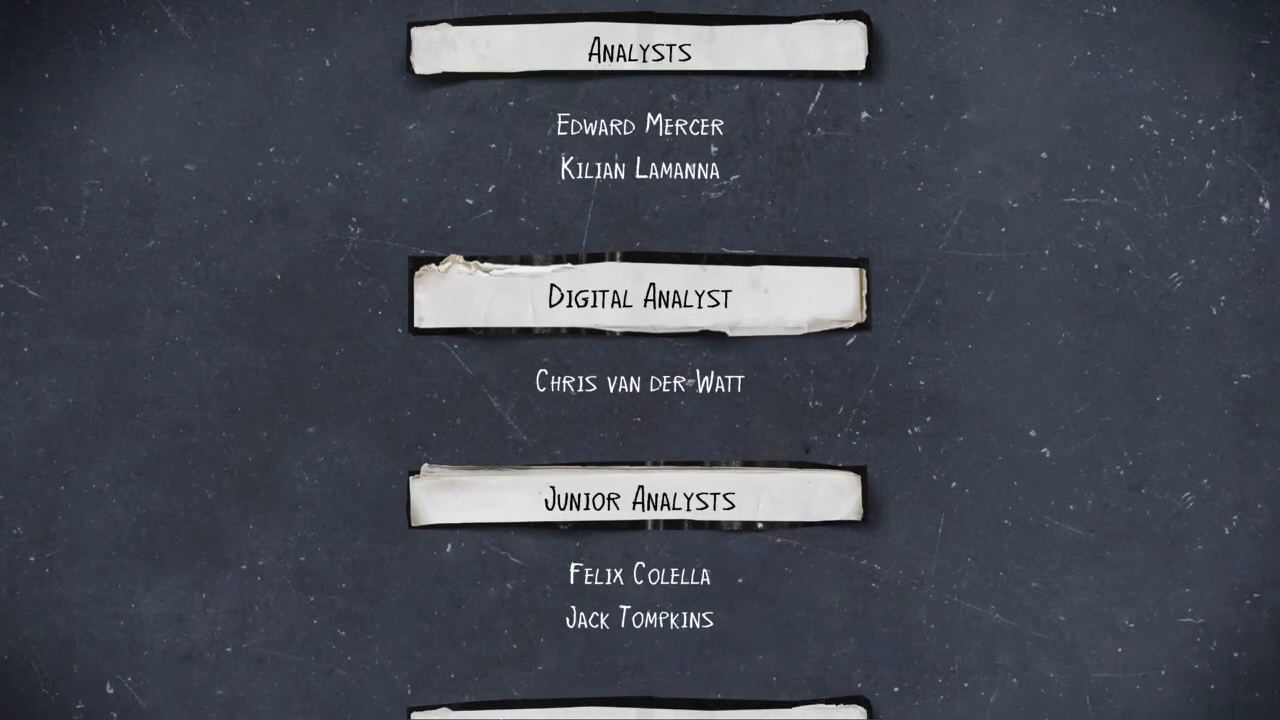 Analysts
Edward Mercer
Kilian Lamanna
Digital Analyst
Chris van der Watt
Junior Analysts
Felix Colella
Jack Tompkins